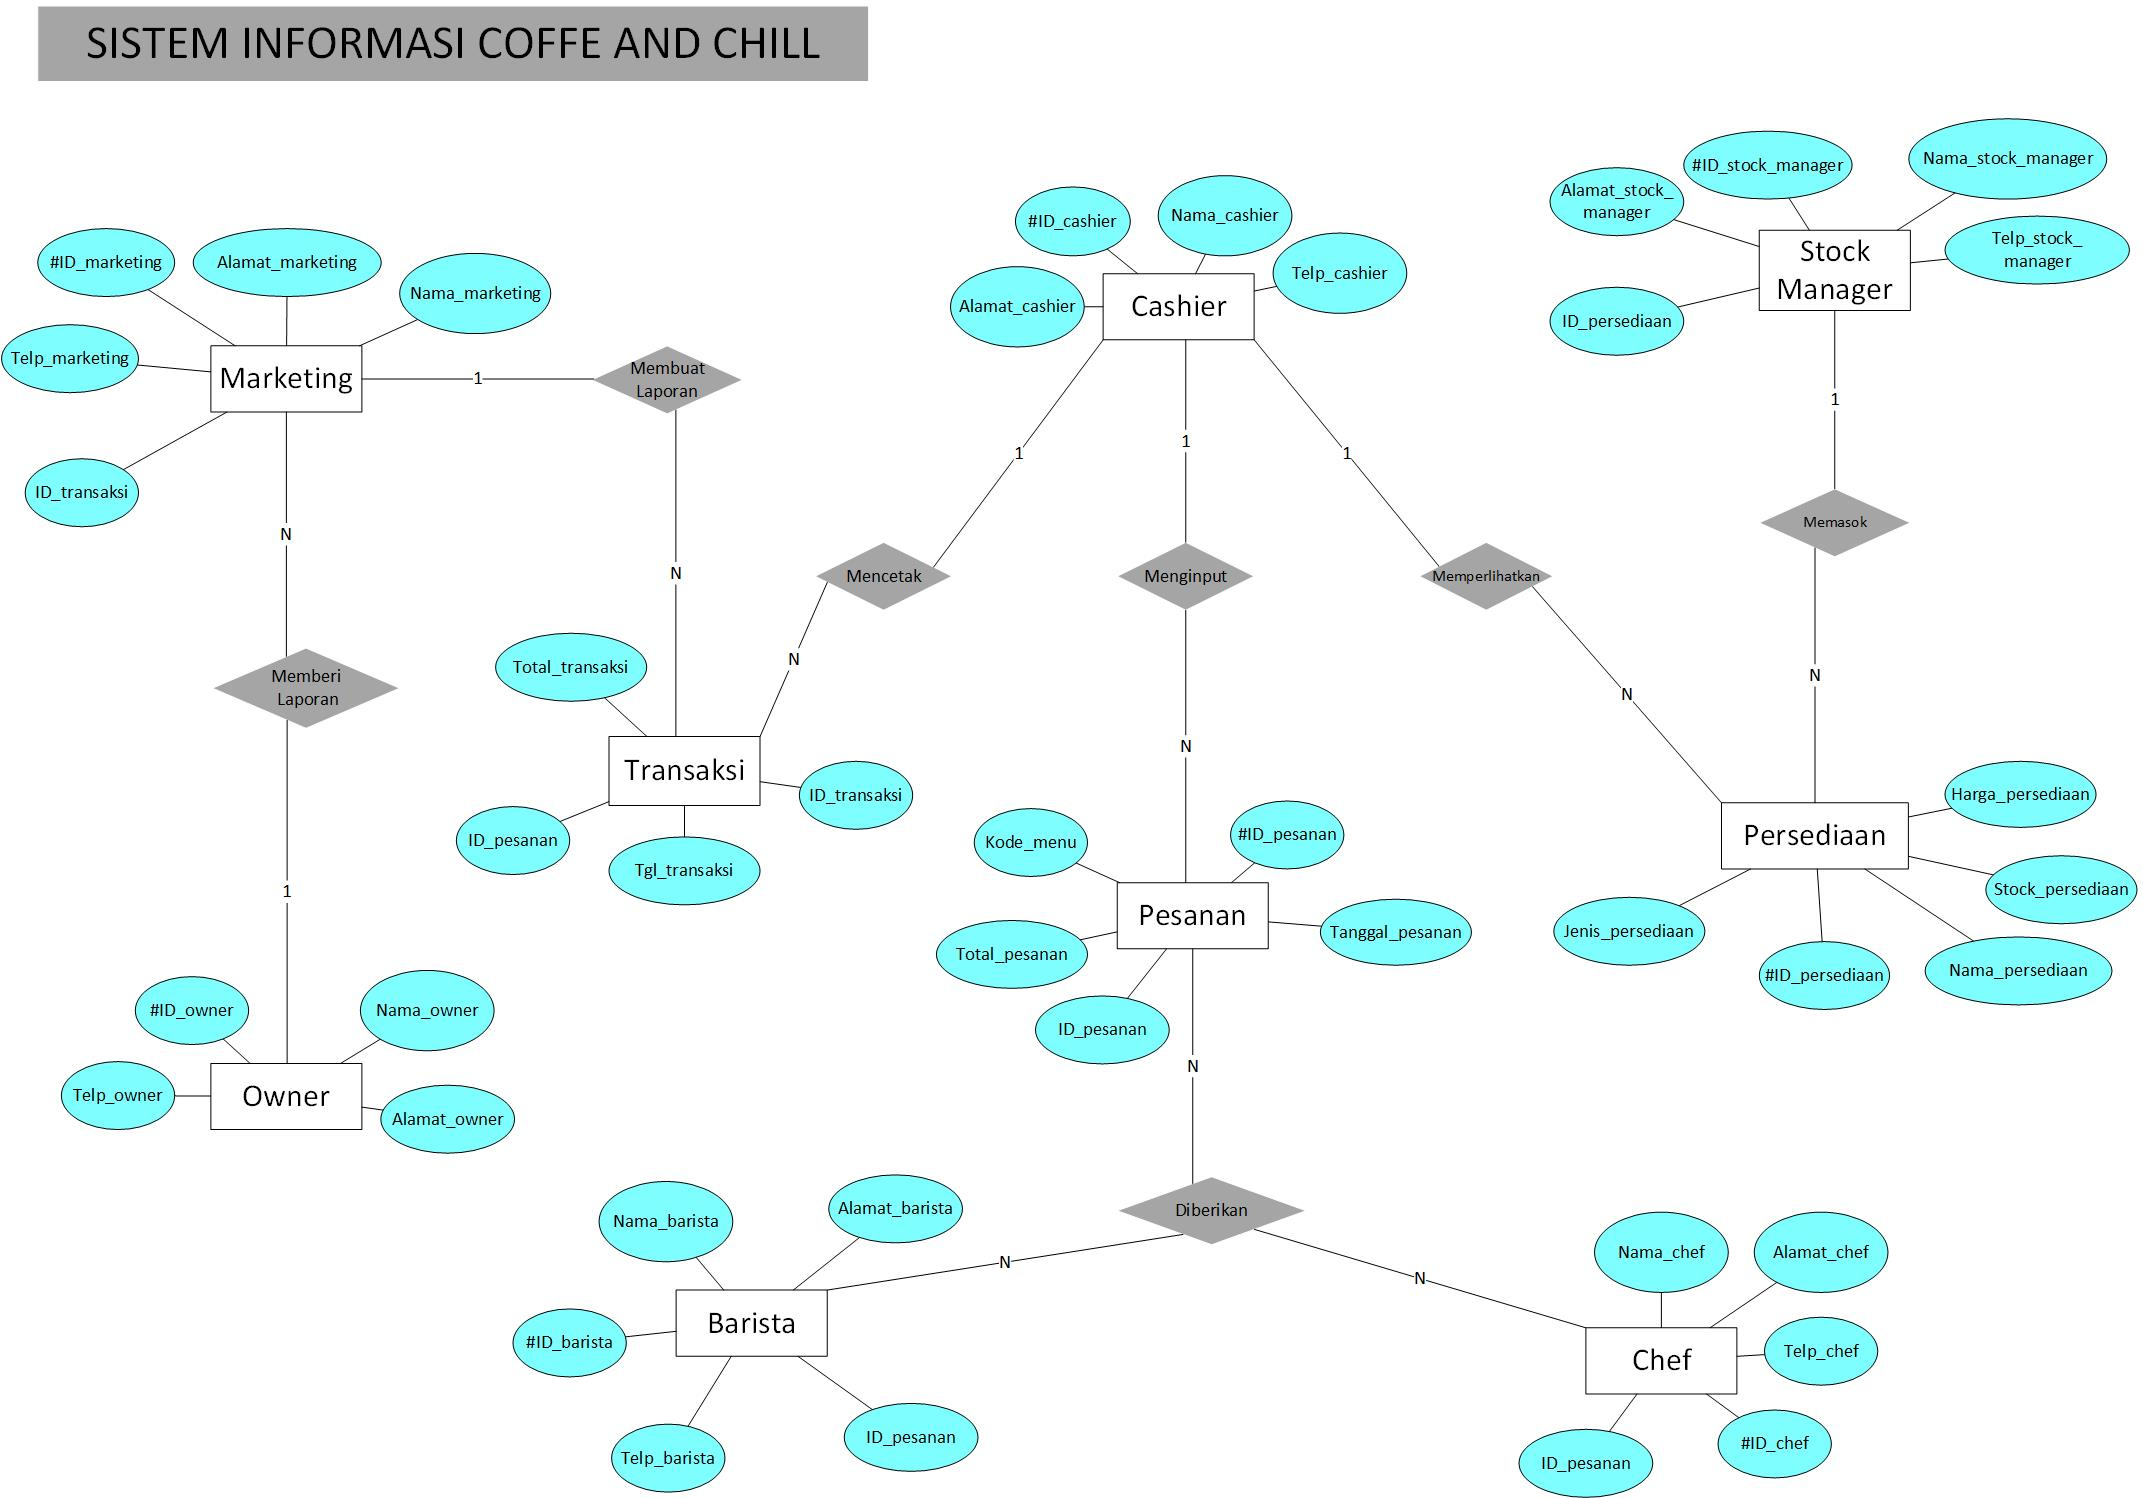 SISTEM INFORMASI COFFE AND CHILL
#ID_marketing
Alamat_marketing
Nama_marketing
Telp_marketing
Marketing
ID_transaksi
1
Membuat
Laporan
N
N
Memberi
Laporan
1
#ID_owner
Nama_owner
Telp_owner
Owner
Alamat_owner
#ID_cashier
Nama_cashier
Telp_cashier
Alamat_cashier
Cashier
1
1
1
Mencetak
Menginput
Memperlihatkan
N
N
N
Total_transaksi
Transaksi
ID_transaksi
ID_pesanan
Tgl_transaksi
Alamat_stock_
manager
#ID_stock_manager
Nama_stock_manager
Telp_stock_
manager
Stock
Manager
ID_persediaan
1
Memasok
N
Harga_persediaan
Persediaan
Stock_persediaan
Jenis_persediaan
#ID_persediaan
Nama_persediaan
Kode_menu
#ID_pesanan
Pesanan
Tanggal_pesanan
Total_pesanan
ID_pesanan
N
Diberikan
N
N
Nama_barista
Alamat_barista
#ID_barista
Barista
Telp_barista
ID_pesanan
Nama_chef
Alamat_chef
Telp_chef
Chef
#ID_chef
ID_pesanan